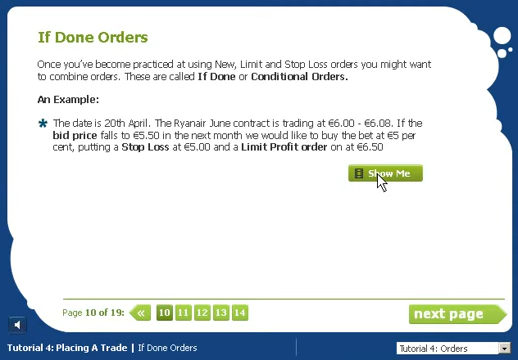 If Done Orders
Once you've become practiced at using New, Limit and Stop Loss orders you might want
to combine orders. These are called If Done or Conditional Orders.
An Example:
* The date is 20th April. The Ryanair June contract is trading at €6.00 - €6.08. If the
bid price falls to €5.50 in the next month we would like to buy the bet at €5 per
cent, putting a Stop Loss at €5.00 and a Limit Profit order on at €6.50
Show Me
Page 10 of 19: « 10 11 12 13 14
next page
Tutorial 4: Placing A Trade | If Done Orders
Tutorial 4: Orders